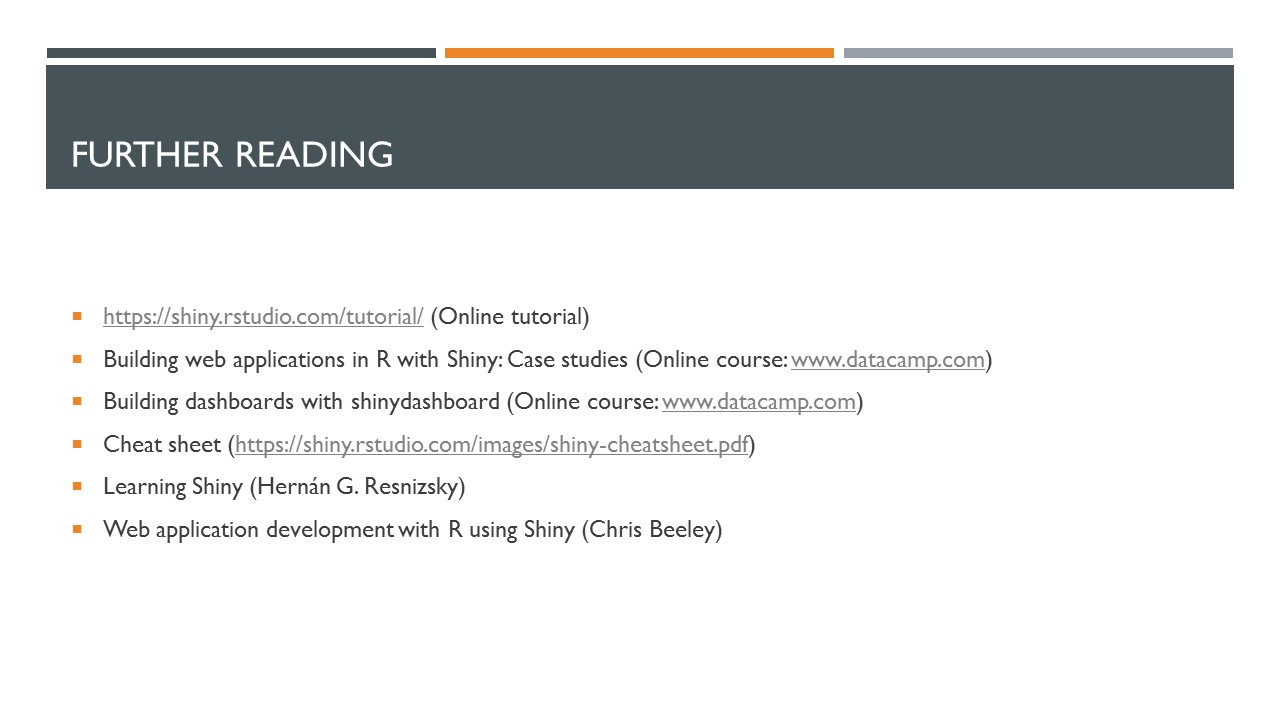 FURTHER READING
https://shiny.rstudio.com/tutorial/ (Online tutorial)
Building web applications in R with Shiny: Case studies (Online course: www.datacamp.com)
Building dashboards with shinydashboard (Online course: www.datacamp.com)
Cheat sheet (https://shiny.rstudio.com/images/shiny-cheatsheet.pdf)
Learning Shiny (Hernán G. Resnizsky)
Web application development with R using Shiny (Chris Beeley)